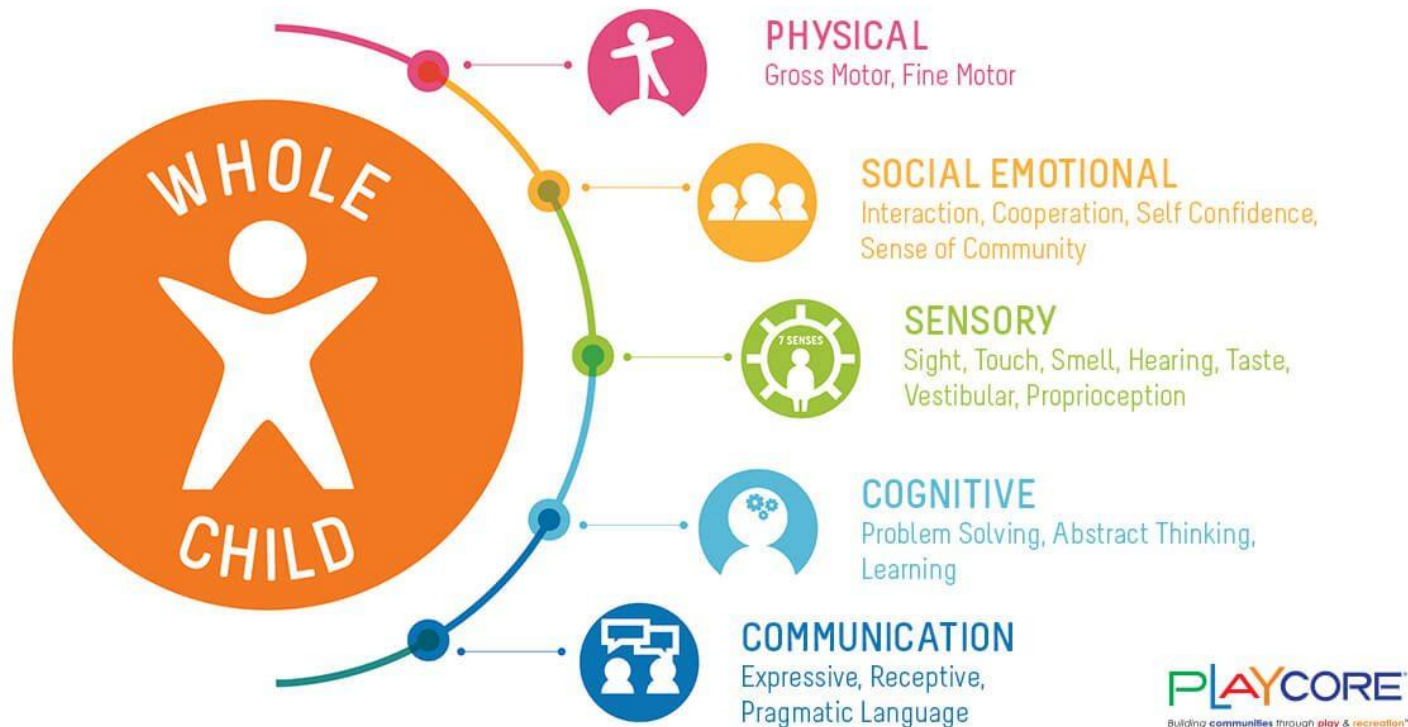 WHOLE
CHILD
PHYSICAL
Gross Motor, Fine Motor
SOCIAL EMOTIONAL
Interaction, Cooperation, Self Confidence,
Sense of Community
7 SENSES
SENSORY
Sight, Touch, Smell, Hearing, Taste,
Vestibular, Proprioception
COGNITIVE
Problem Solving, Abstract Thinking,
Learning
COMMUNICATION
Expressive, Receptive,
Pragmatic Language
PLAYCORE
Building communities through play & recreation